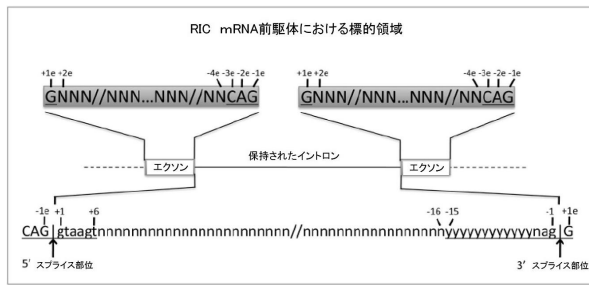 RIC mRNA前駆体における標的領域
+1e +2e -4e -3e -2e -1e +1e +2e -4e -3e -2e -1e
GNNN//NNN...NNN//NNCAG GNNN//NNN...NNN//NNCAG
保持されたイントロン
エクソン エクソン
-1e +1 +6 -16 -15 -1 +1e
CAG gtaagtnnnnnnnnnnnnnnnnnnnnnnnn//nnnnnnnnnnnnnnnnnnyyyyyyyyyyyynag G
5' スプライス部位 3' スプライス部位